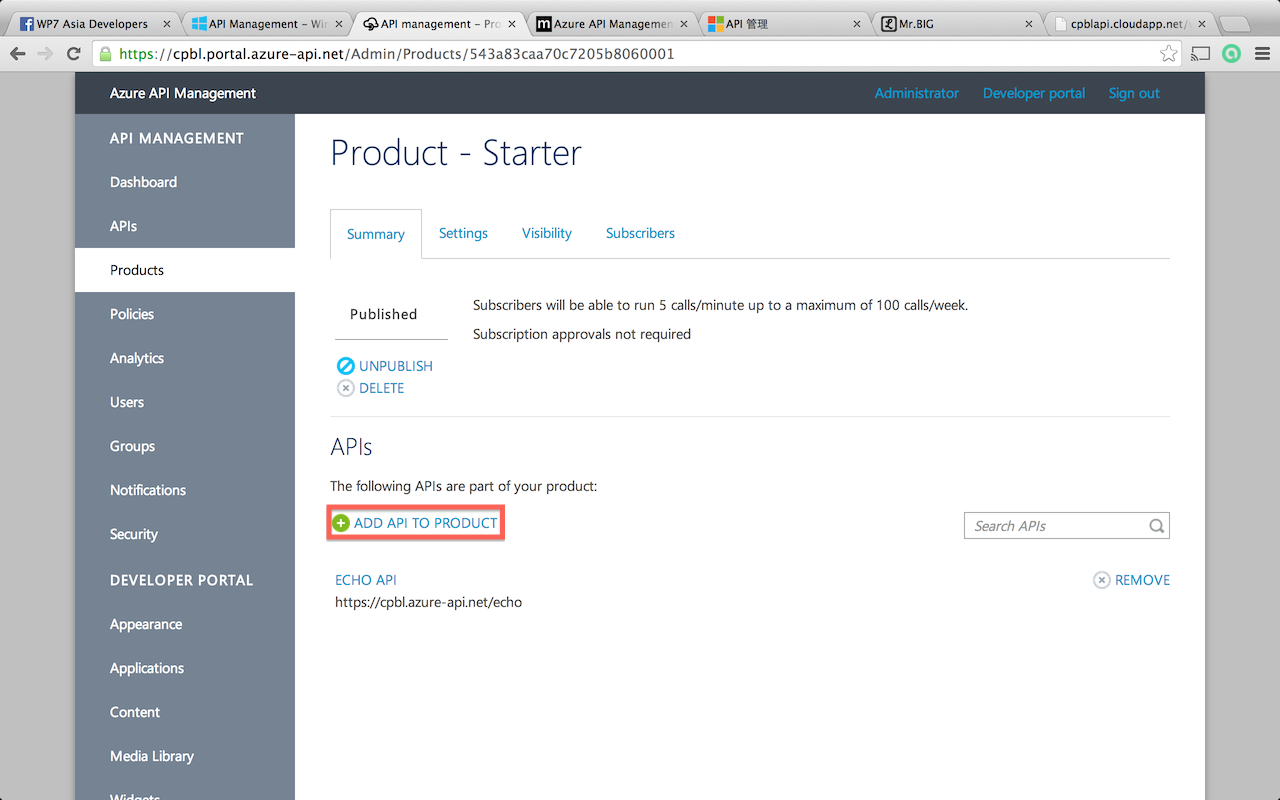 WP7 Asia Developers
API Management – Win
API management – Pro
Azure API Managemen
API 管理
Mr.BIG
cpblapi.cloudapp.net/
https://cpbl.portal.azure-api.net/Admin/Products/543a83caa70c7205b8060001
Azure API Management
Administrator
Developer portal
Sign out
API MANAGEMENT
Dashboard
APIs
Products
Policies
Analytics
Users
Groups
Notifications
Security
DEVELOPER PORTAL
Appearance
Applications
Content
Media Library
Widgets
Product - Starter
Summary
Settings
Visibility
Subscribers
Published
Subscribers will be able to run 5 calls/minute up to a maximum of 100 calls/week.
Subscription approvals not required
UNPUBLISH
DELETE
APIs
The following APIs are part of your product:
ADD API TO PRODUCT
Search APIs
ECHO API
REMOVE
https://cpbl.azure-api.net/echo